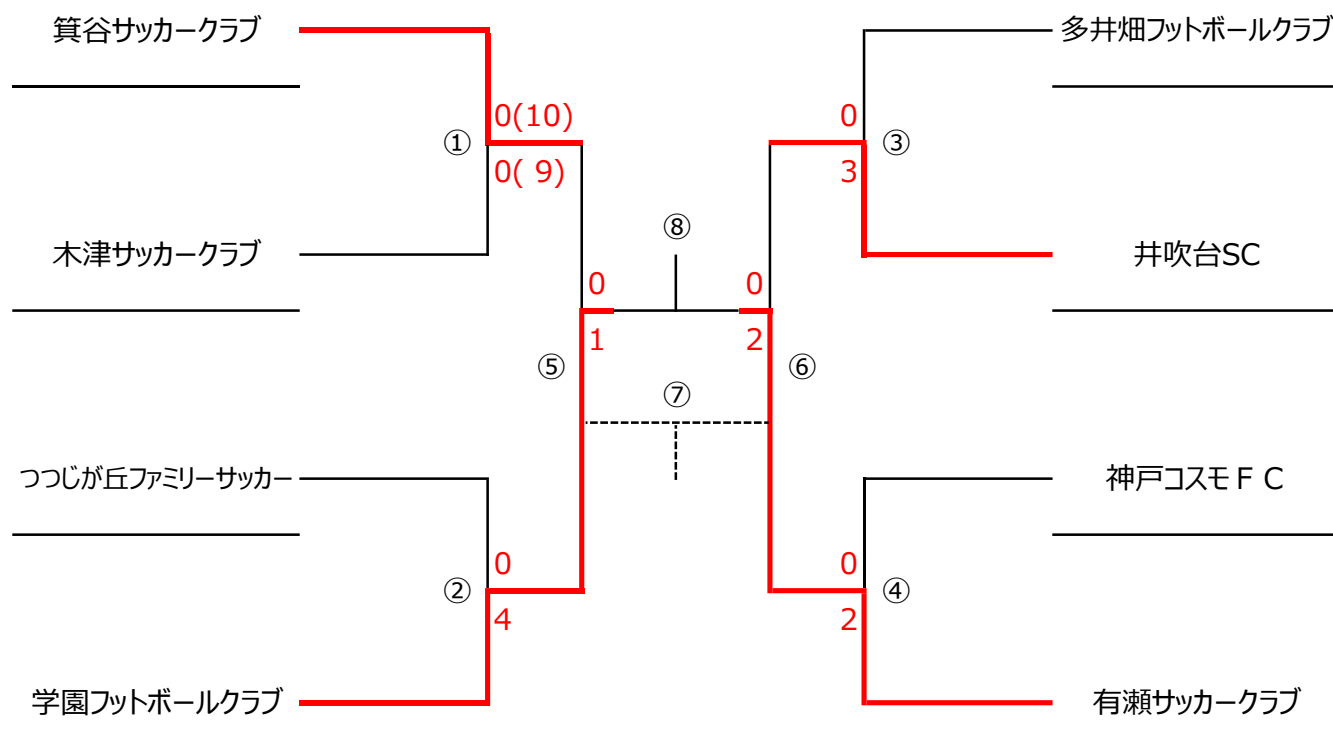 箕谷サッカークラブ
多井畑フットボールクラブ
0(10)
0
①
③
0( 9)
3
⑧
木津サッカークラブ
井吹台SC
0
0
1
2
⑤
⑥
⑦
つつじが丘ファミリーサッカー
神戸コスモＦＣ
0
0
②
④
4
2
学園フットボールクラブ
有瀬サッカークラブ